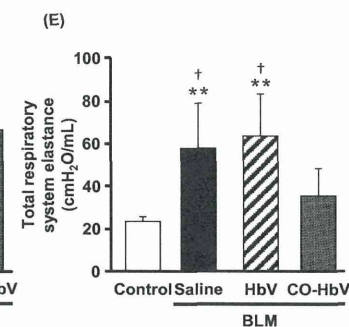 (E)
Total respiratory
system elastance
(cmH₂O/mL)
100
80
60
40
20
0
†
**
†
**
bV
Control Saline HbV CO-HbV
BLM